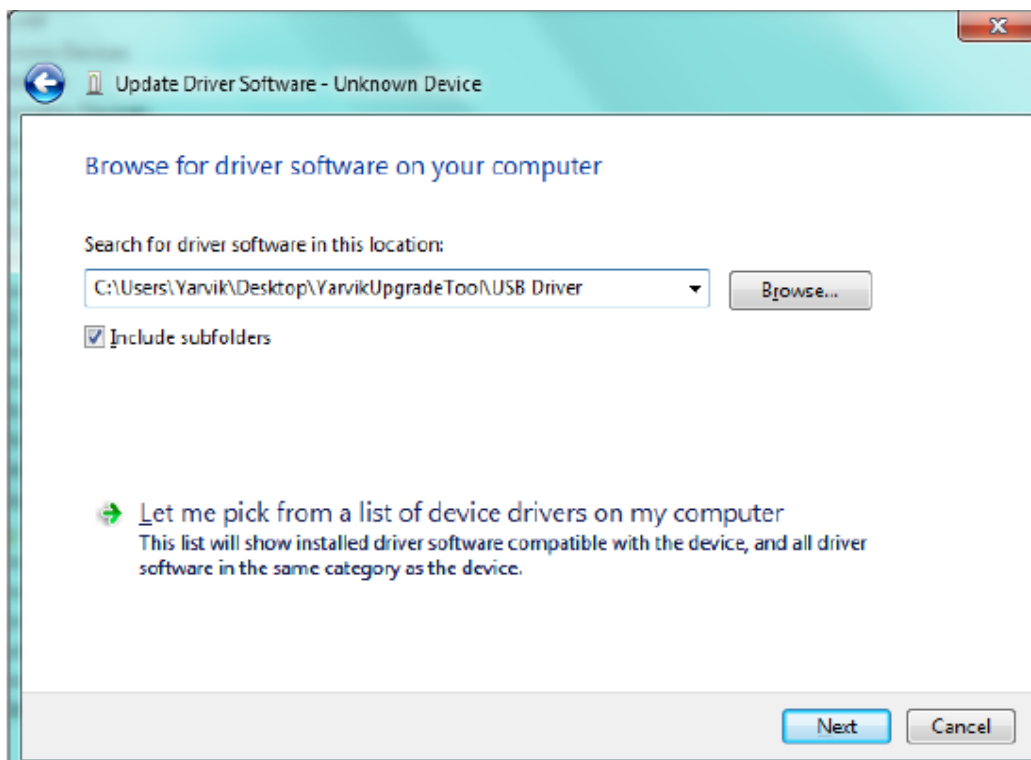 Update Driver Software - Unknown Device
Browse for driver software on your computer
Search for driver software in this location:
C:\Users\Yarvik\Desktop\YarvikUpgradeTool\USB Driver
Browse...
Include subfolders
Let me pick from a list of device drivers on my computer
This list will show installed driver software compatible with the device, and all driver
software in the same category as the device.
Next
Cancel